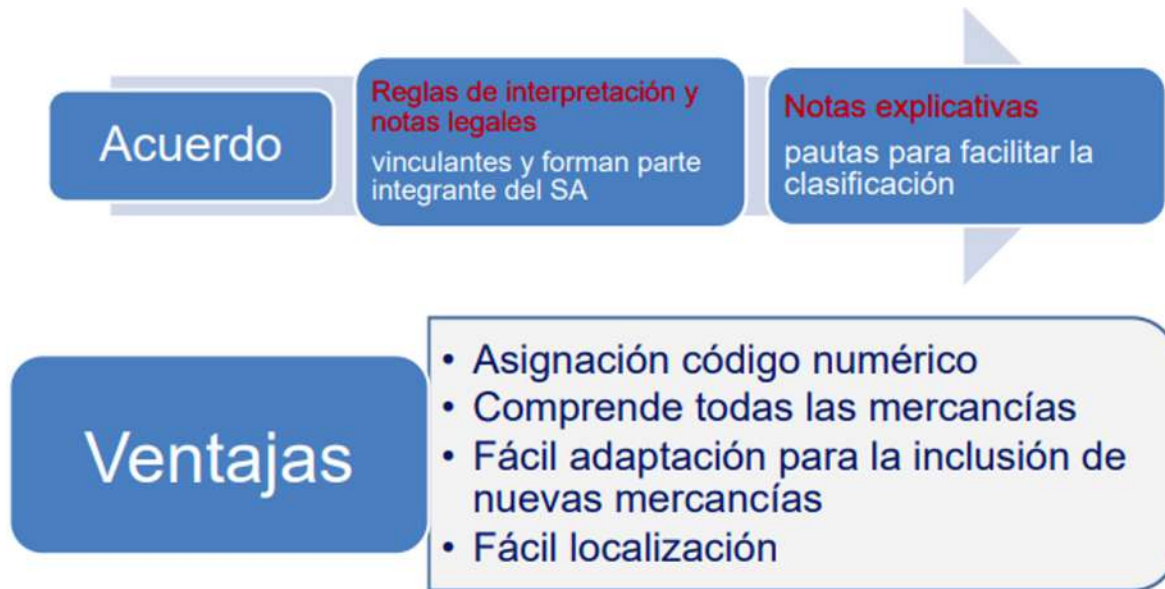 Acuerdo
Reglas de interpretación y
notas legales
vinculantes y forman parte
integrante del SA
Notas explicativas
pautas para facilitar la
clasificación
Ventajas
• Asignación código numérico
• Comprende todas las mercancías
• Fácil adaptación para la inclusión de
nuevas mercancías
• Fácil localización